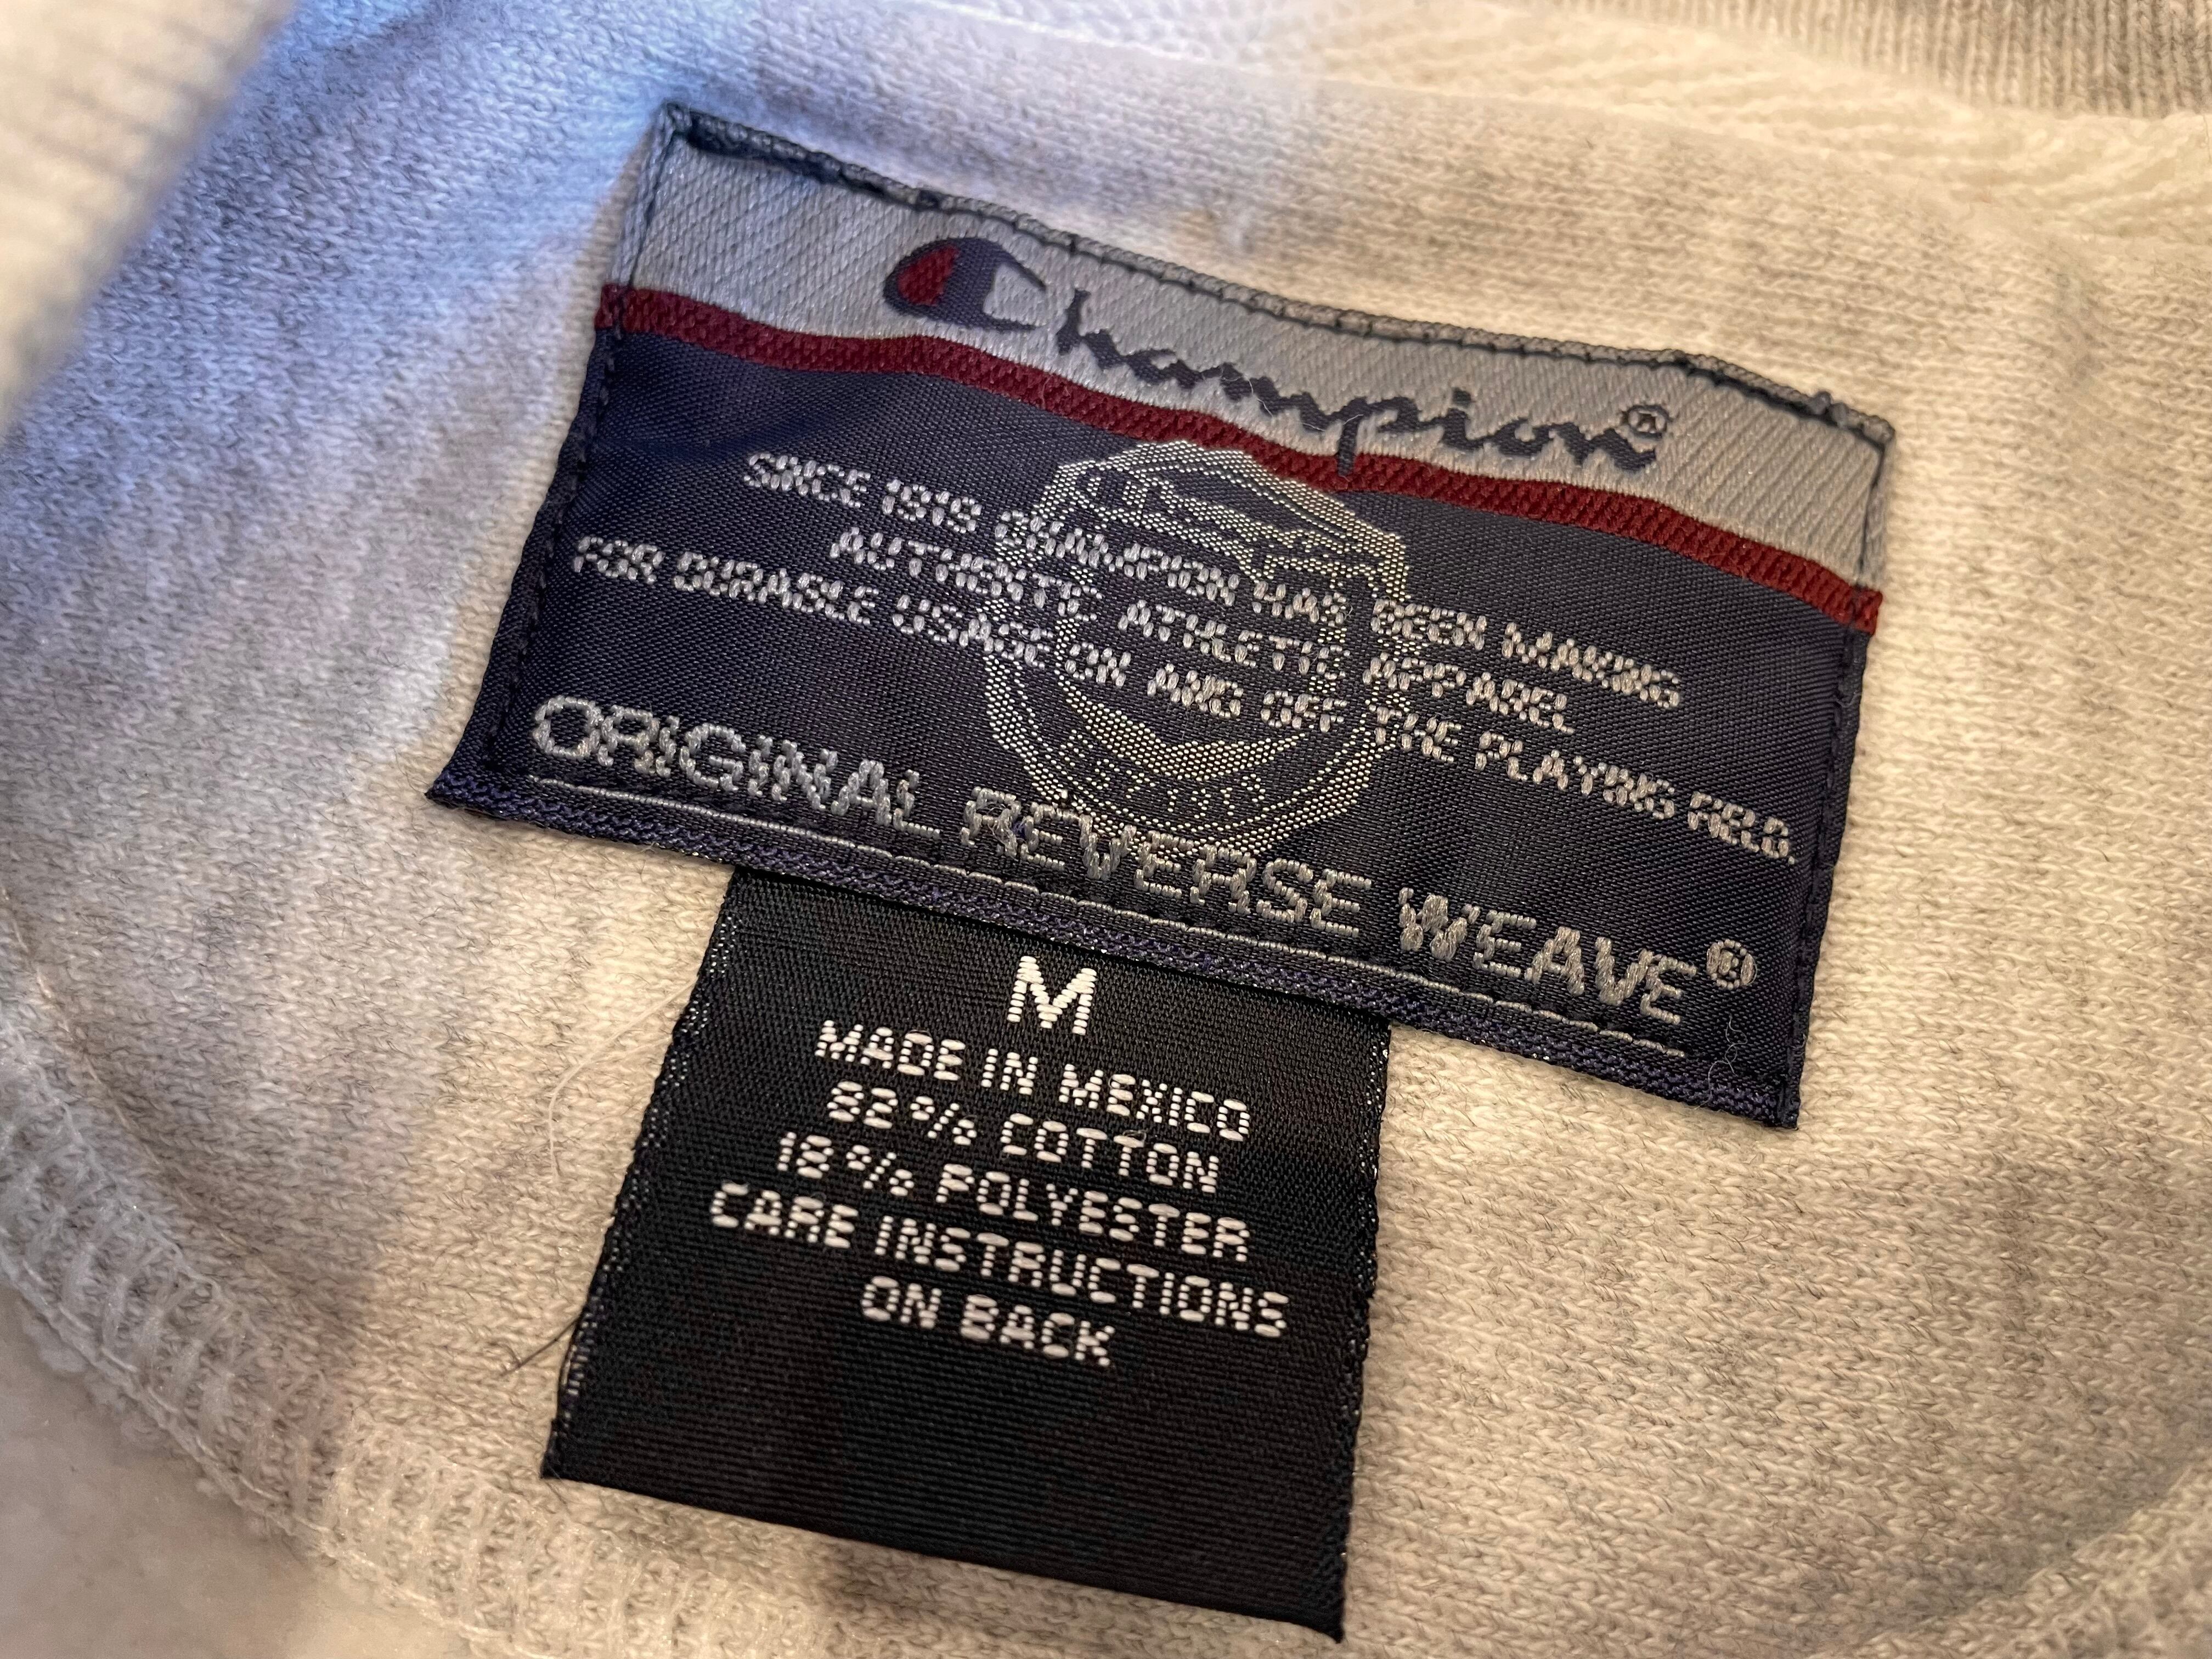 Champion®
SINCE 1919 CHAMPION HAS BEEN MAKING
AUTHENTIC ATHLETIC APPAREL
FOR DURABLE USAGE ON AND OFF THE PLAYING FIELD.
ORIGINAL REVERSE WEAVE®
M
MADE IN MEXICO
82% COTTON
18% POLYESTER
CARE INSTRUCTIONS
ON BACK